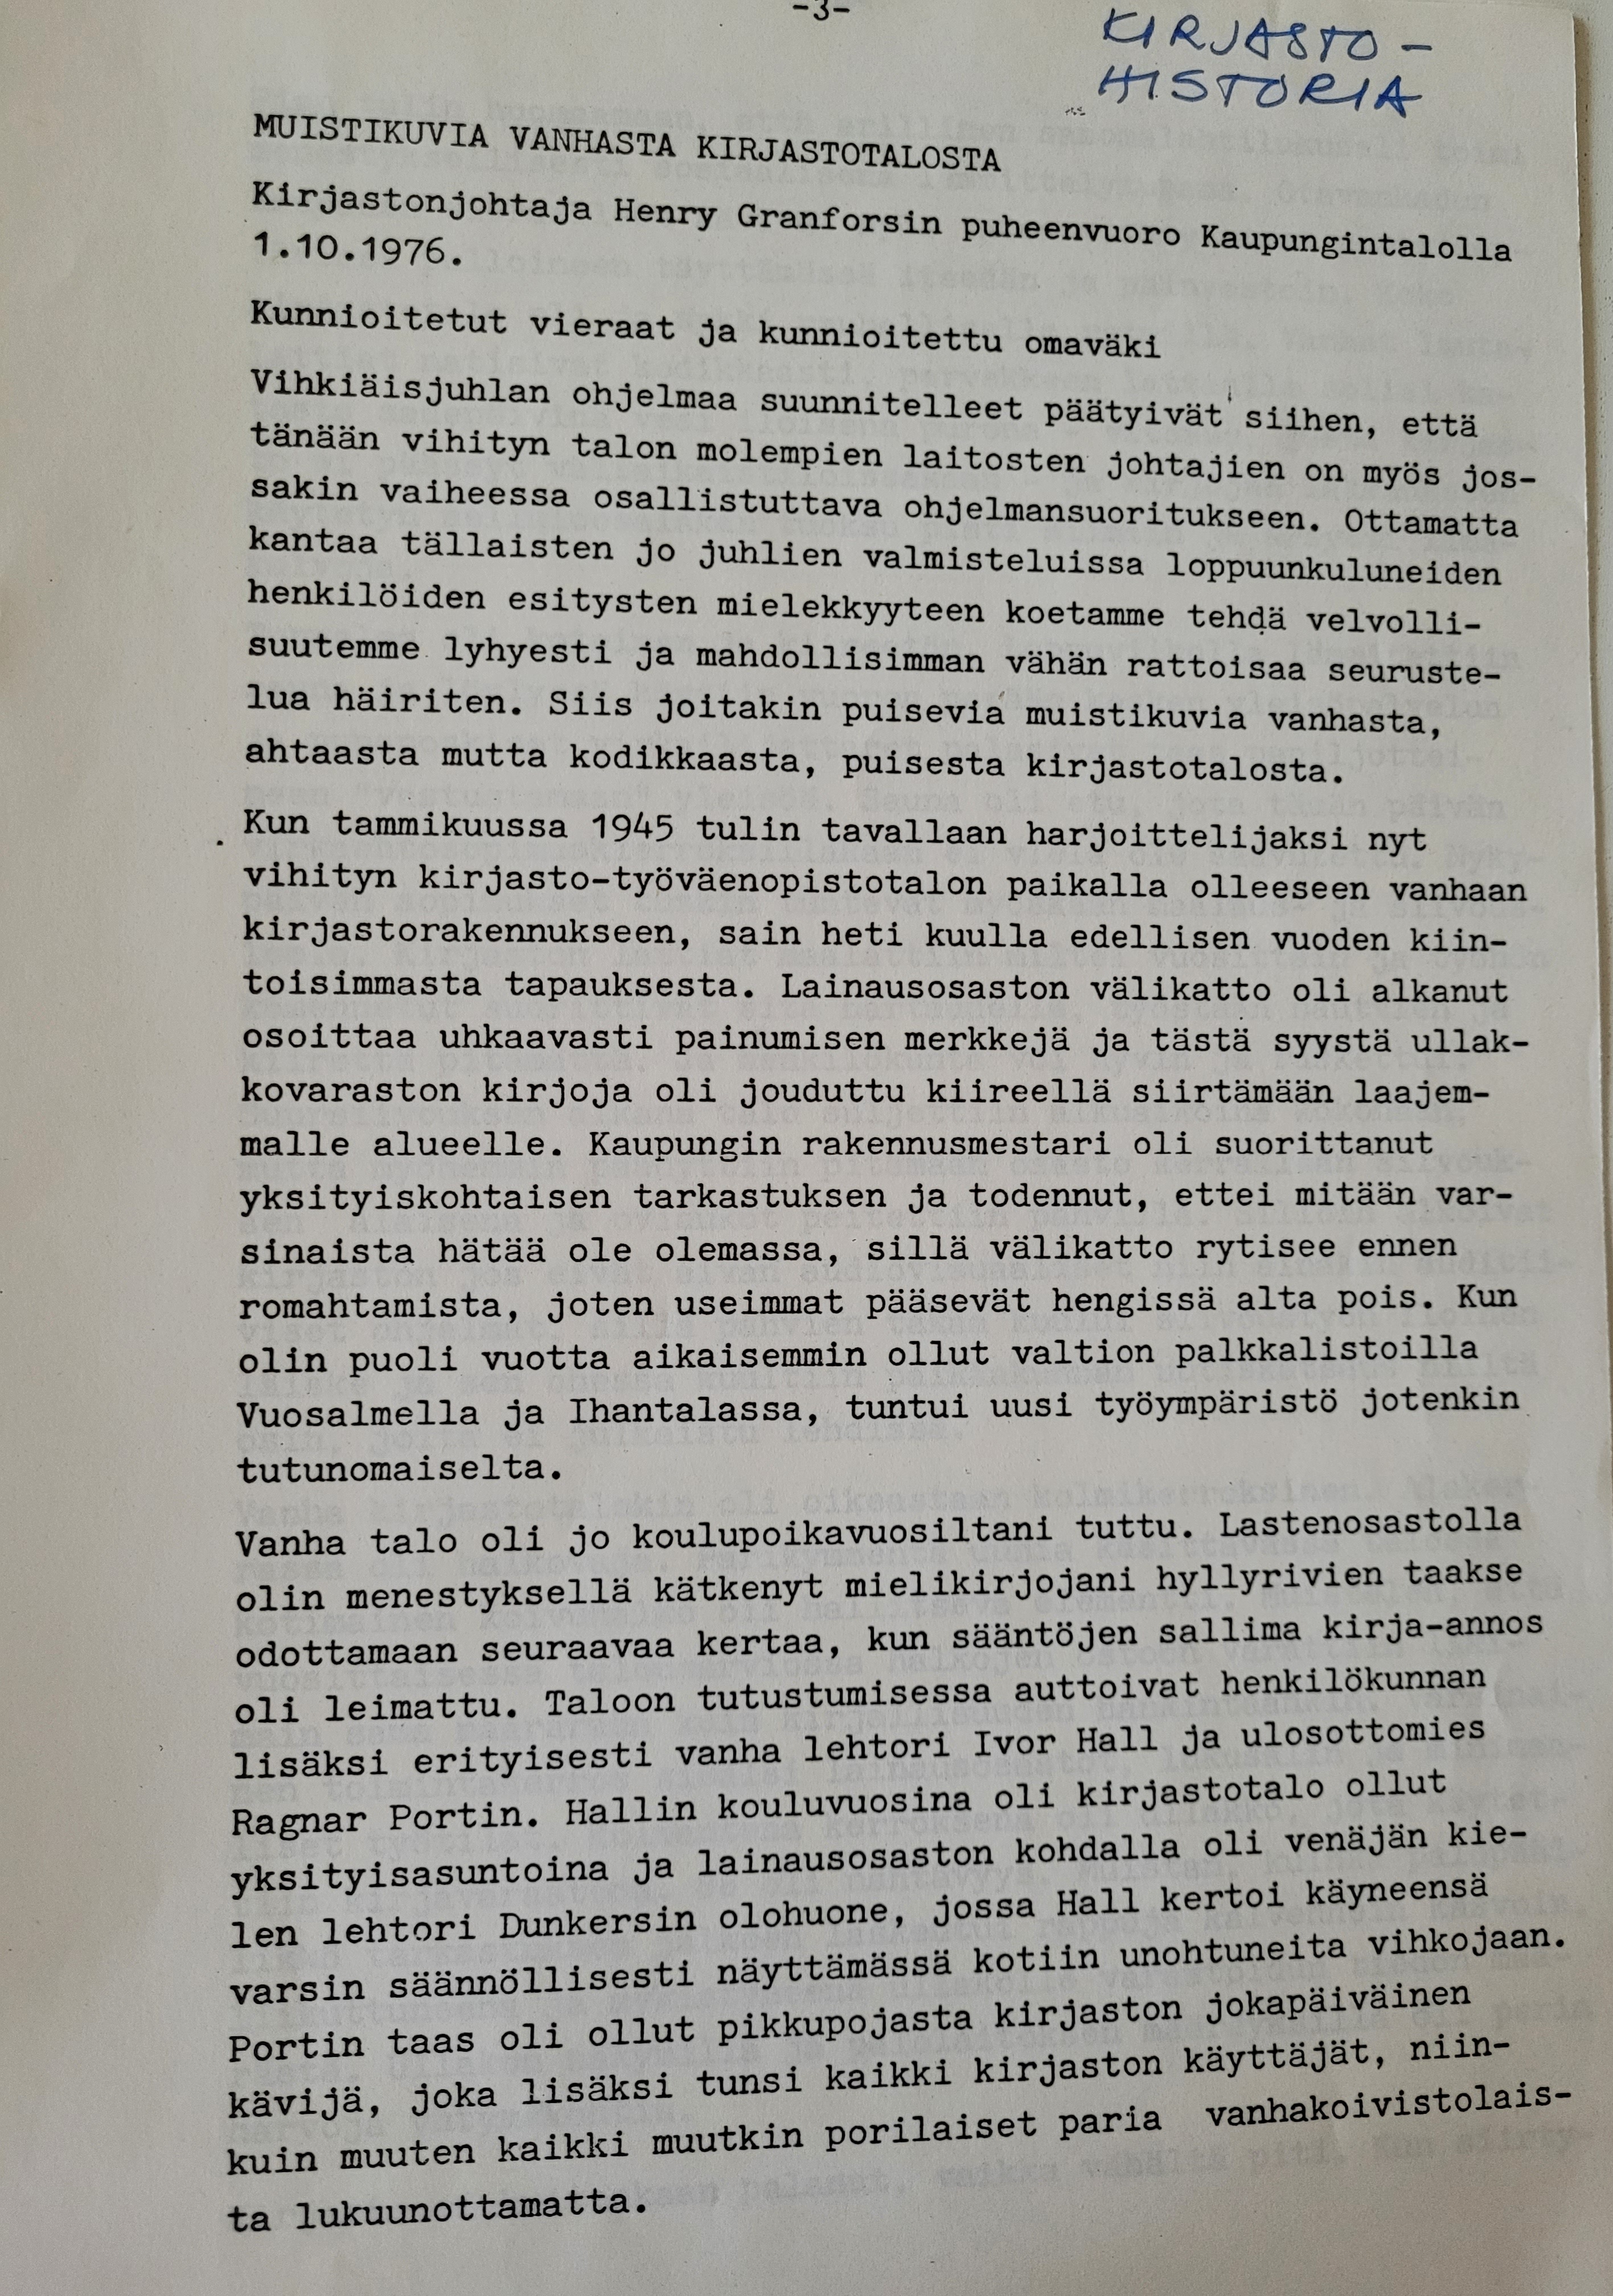 -3-
KIRJASTO-
HISTORIA
MUISTIKUVIA VANHASTA KIRJASTOTALOSTA
Kirjastonjohtaja Henry Granforsin puheenvuoro Kaupungintalolla
1.10.1976.
Kunnioitetut vieraat ja kunnioitettu omaväki
Vihkiäisjuhlan ohjelmaa suunnitelleet päätyivät siihen, että
tänään vihityn talon molempien laitosten johtajien on myös jos-
sakin vaiheessa osallistuttava ohjelmansuoritukseen. Ottamatta
kantaa tällaisten jo juhlien valmisteluissa loppuunkuluneiden
henkilöiden esitysten mielekkyyteen koetamme tehdä velvolli-
suutemme lyhyesti ja mahdollisimman vähän rattoisaa seuruste-
lua häiriten. Siis joitakin puisevia muistikuvia vanhasta,
ahtaasta mutta kodikkaasta, puisesta kirjastotalosta.
Kun tammikuussa 1945 tulin tavallaan harjoittelijaksi nyt
vihityn kirjasto-työväenopistotalon paikalla olleeseen vanhaan
kirjastorakennukseen, sain heti kuulla edellisen vuoden kiin-
toisimmasta tapauksesta. Lainausosaston välikatto oli alkanut
osoittaa uhkaavasti painumisen merkkejä ja tästä syystä ullak-
kovaraston kirjoja oli jouduttu kiireellä siirtämään laajem-
malle alueelle. Kaupungin rakennusmestari oli suorittanut
yksityiskohtaisen tarkastuksen ja todennut, ettei mitään var-
sinaista hätää ole olemassa, sillä välikatto rytisee ennen
romahtamista, joten useimmat pääsevät hengissä alta pois. Kun
olin puoli vuotta aikaisemmin ollut valtion palkkalistoilla
Vuosalmella ja Ihantalassa, tuntui uusi työympäristö jotenkin
tutunomaiselta.
Vanha talo oli jo koulupoikavuosiltani tuttu. Lastenosastolla
olin menestyksellä kätkenyt mielikirjojani hyllyrivien taakse
odottamaan seuraavaa kertaa, kun sääntöjen sallima kirja-annos
oli leimattu. Taloon tutustumisessa auttoivat henkilökunnan
lisäksi erityisesti vanha lehtori Ivor Hall ja ulosottomies
Ragnar Portin. Hallin kouluvuosina oli kirjastotalo ollut
yksityisasuntoina ja lainausosaston kohdalla oli venäjän kie-
len lehtori Dunkersin olohuone, jossa Hall kertoi käyneensä
varsin säännöllisesti näyttämässä kotiin unohtuneita vihkojaan.
Portin taas oli ollut pikkupojasta kirjaston jokapäiväinen
kävijä, joka lisäksi tunsi kaikki kirjaston käyttäjät, niin-
kuin muuten kaikki muutkin porilaiset paria vanhakoivistolais-
ta lukuunottamatta.